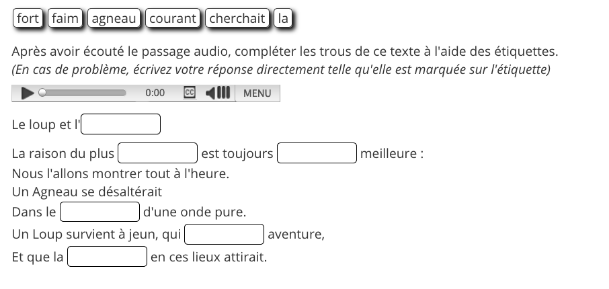 fort faim agneau courant cherchait la
Après avoir écouté le passage audio, compléter les trous de ce texte à l'aide des étiquettes.
(En cas de problème, écrivez votre réponse directement telle qu'elle est marquée sur l'étiquette)
0:00 CC MENU
Le loup et l'
La raison du plus est toujours meilleure :
Nous l'allons montrer tout à l'heure.
Un Agneau se désaltérait
Dans le d'une onde pure.
Un Loup survient à jeun, qui aventure,
Et que la en ces lieux attirait.